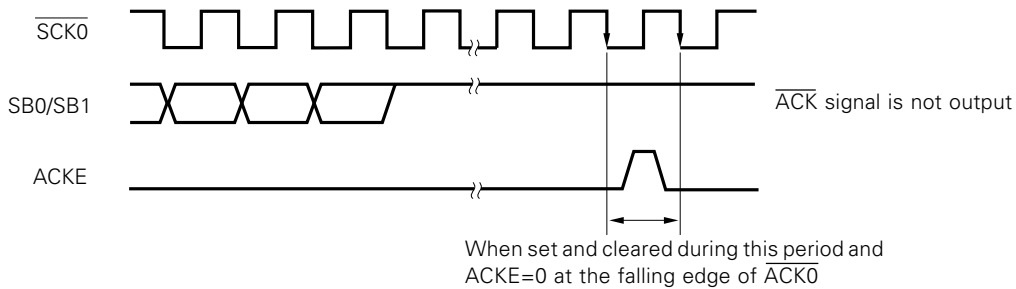 SCK0
SB0/SB1
ACK signal is not output
ACKE
When set and cleared during this period and
ACKE=0 at the falling edge of ACK0